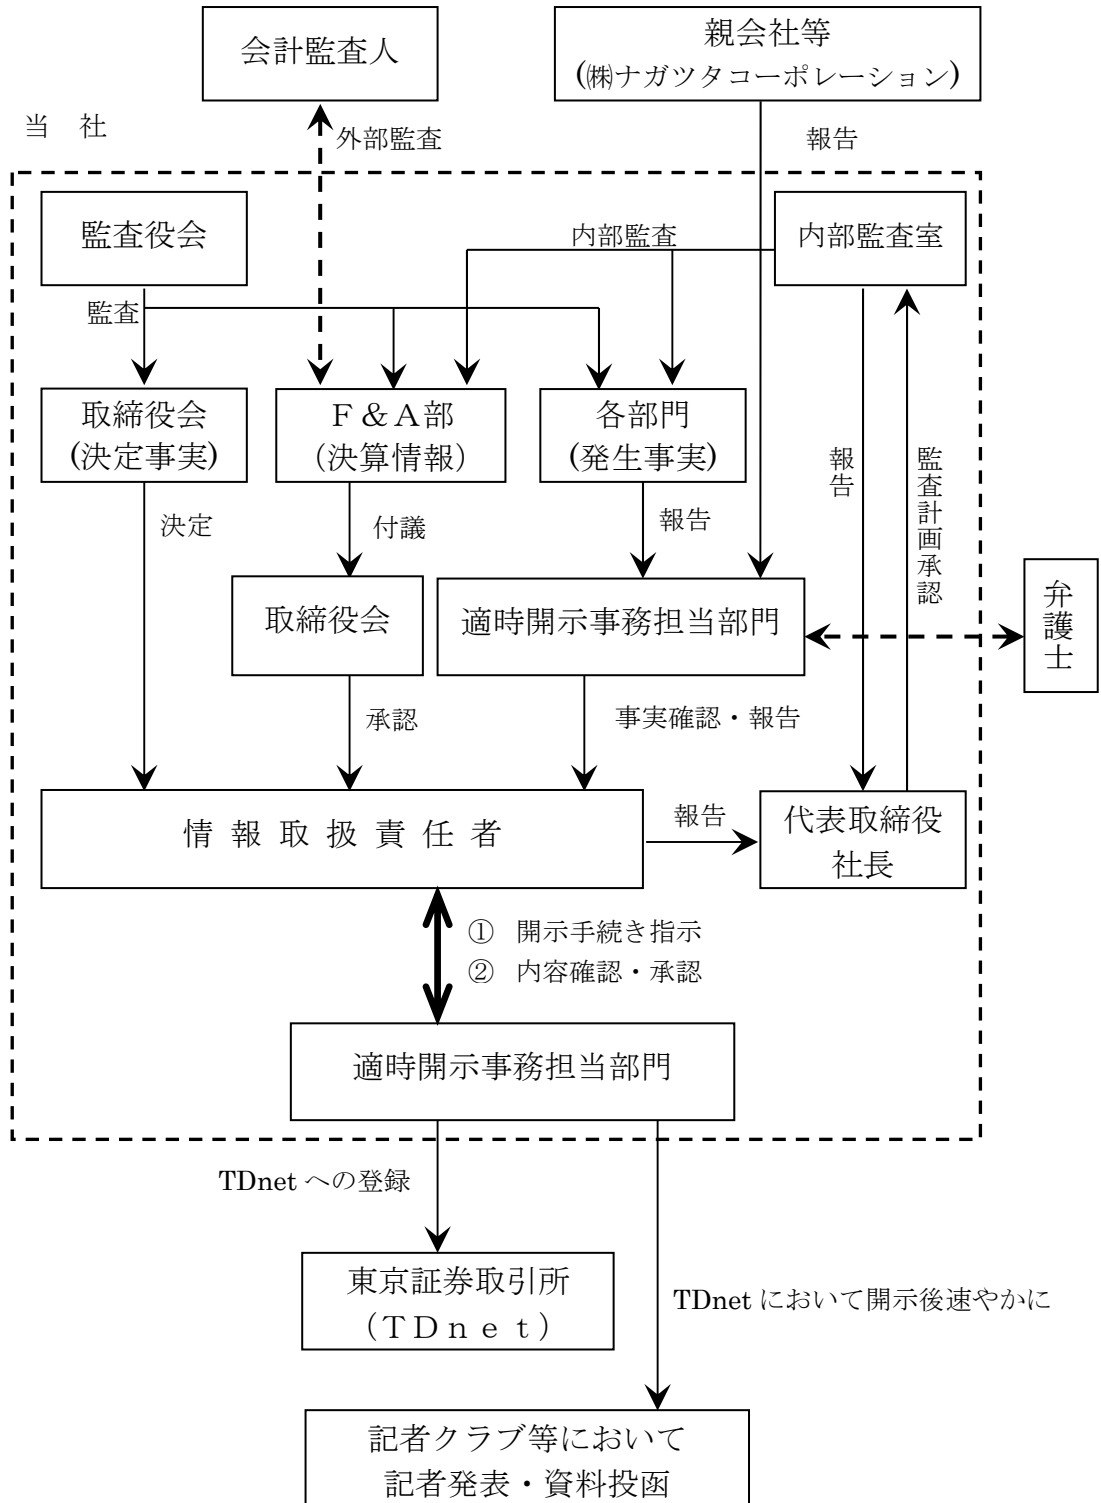 会計監査人
親会社等
(㈱ナガツタコーポレーション)
当　社
外部監査
報告
監査役会
内部監査
内部監査室
監査
取締役会
(決定事実)
Ｆ＆Ａ部
（決算情報）
各部門
(発生事実)
報告
監査計画承認
決定
付議
報告
取締役会
適時開示事務担当部門
弁護士
承認
事実確認・報告
情 報 取 扱 責 任 者
報告
代表取締役
社長
①　開示手続き指示
②　内容確認・承認
適時開示事務担当部門
TDnet への登録
東京証券取引所
（ＴＤｎｅｔ）
TDnet において開示後速やかに
記者クラブ等において
記者発表・資料投函